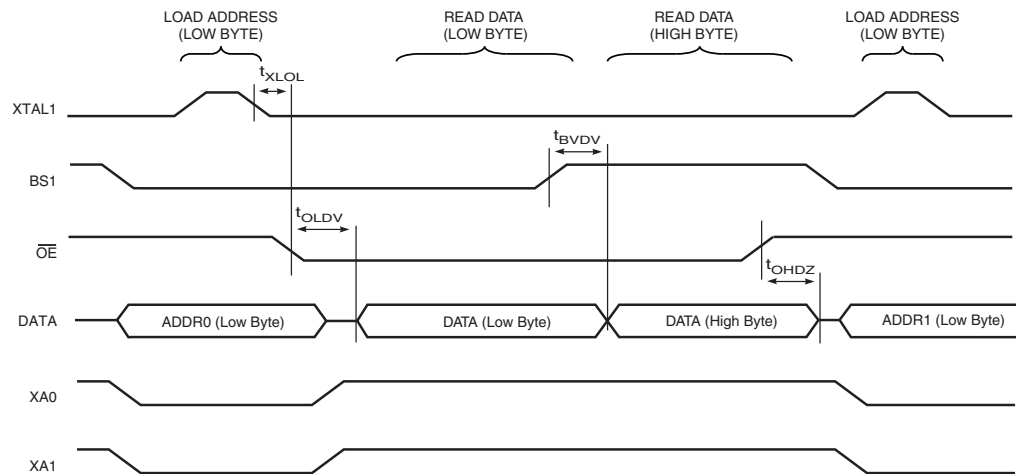 LOAD ADDRESS
(LOW BYTE)
READ DATA
(LOW BYTE)
READ DATA
(HIGH BYTE)
LOAD ADDRESS
(LOW BYTE)
tXLOL
XTAL1
tBVDV
BS1
tOLDV
OE
tOHDZ
DATA
ADDR0 (Low Byte)
DATA (Low Byte)
DATA (High Byte)
ADDR1 (Low Byte)
XA0
XA1